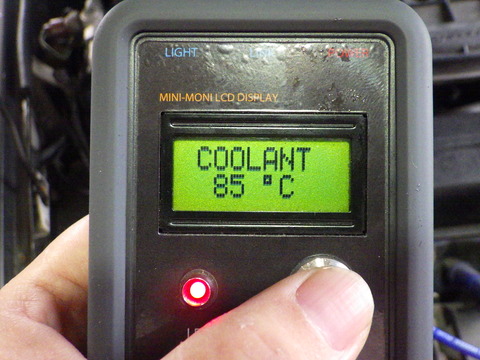 LIGHT
MINI-MONI LCD DISPLAY
COOLANT
85 °C